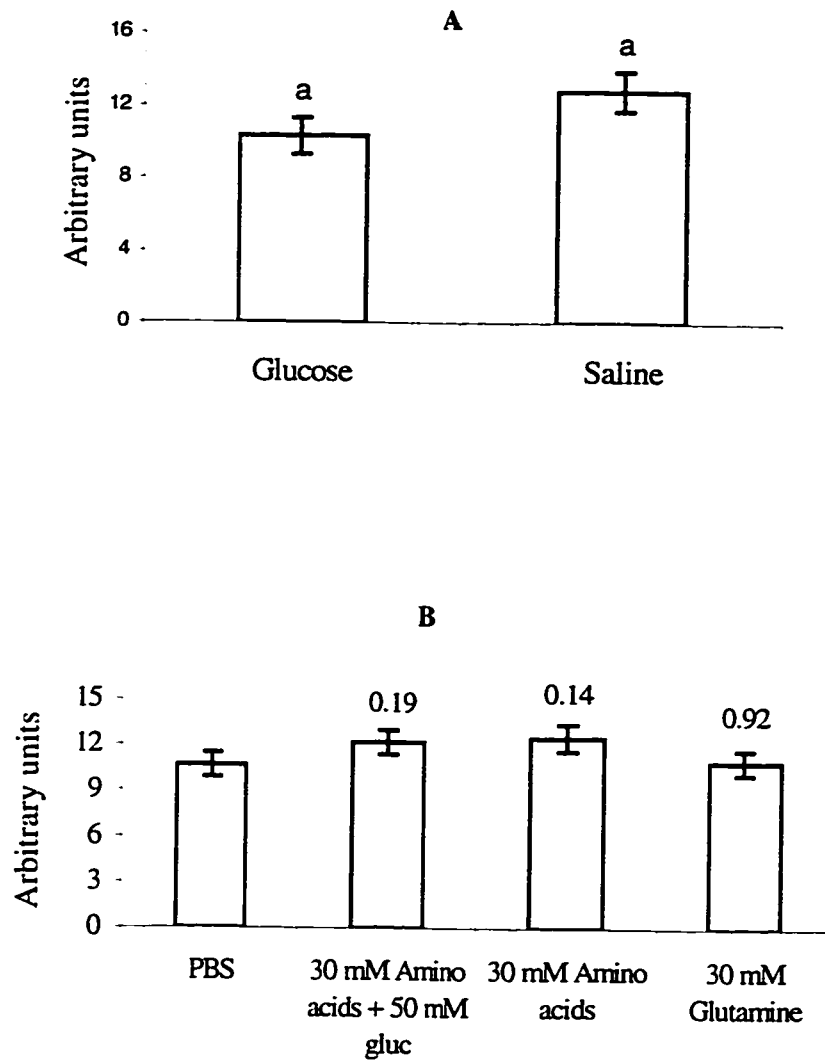 A
Arbitrary units
16
12
8
4
0
a
a
Glucose
Saline
B
Arbitrary units
15
12
9
6
3
0
0.19
0.14
0.92
PBS
30 mM Amino
acids + 50 mM
gluc
30 mM Amino
acids
30 mM
Glutamine